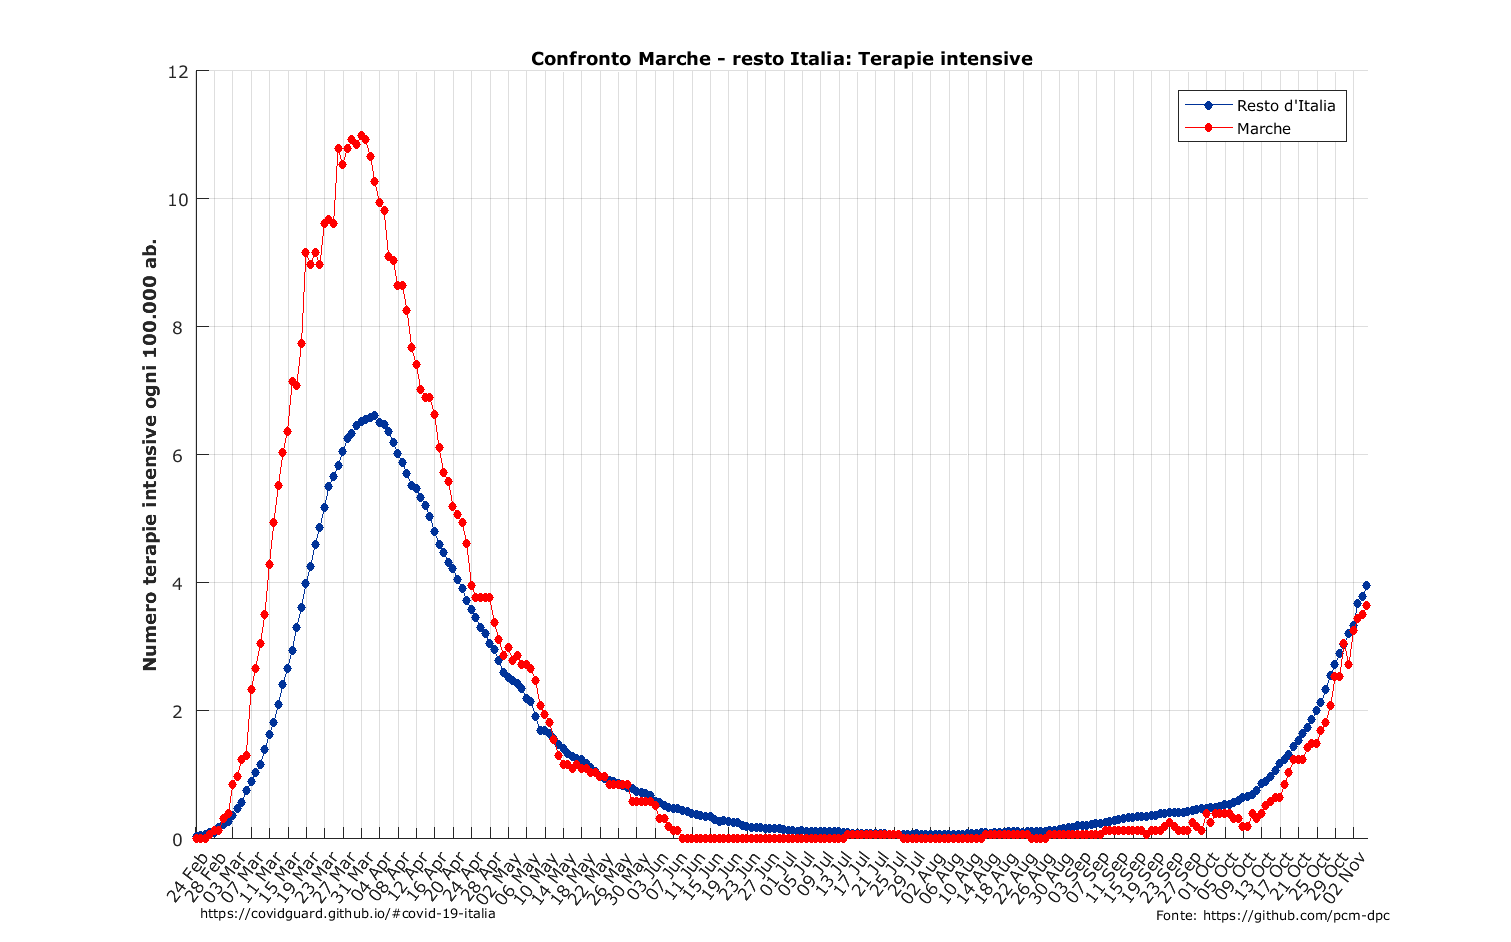 Confronto Marche - resto Italia: Terapie intensive
Resto d'Italia
Marche
Numero terapie intensive ogni 100.000 ab.
12
10
8
6
4
2
0
24 Feb
28 Feb
03 Mar
07 Mar
11 Mar
15 Mar
19 Mar
23 Mar
27 Mar
31 Mar
04 Apr
08 Apr
12 Apr
16 Apr
20 Apr
24 Apr
28 Apr
02 May
06 May
10 May
14 May
18 May
22 May
26 May
30 May
03 Jun
07 Jun
11 Jun
15 Jun
19 Jun
23 Jun
27 Jun
01 Jul
05 Jul
09 Jul
13 Jul
17 Jul
21 Jul
25 Jul
29 Jul
02 Aug
06 Aug
10 Aug
14 Aug
18 Aug
22 Aug
26 Aug
30 Aug
03 Sep
07 Sep
11 Sep
15 Sep
19 Sep
23 Sep
27 Sep
01 Oct
05 Oct
09 Oct
13 Oct
17 Oct
21 Oct
25 Oct
29 Oct
02 Nov
https://covidguard.github.io/#covid-19-italia
Fonte: https://github.com/pcm-dpc